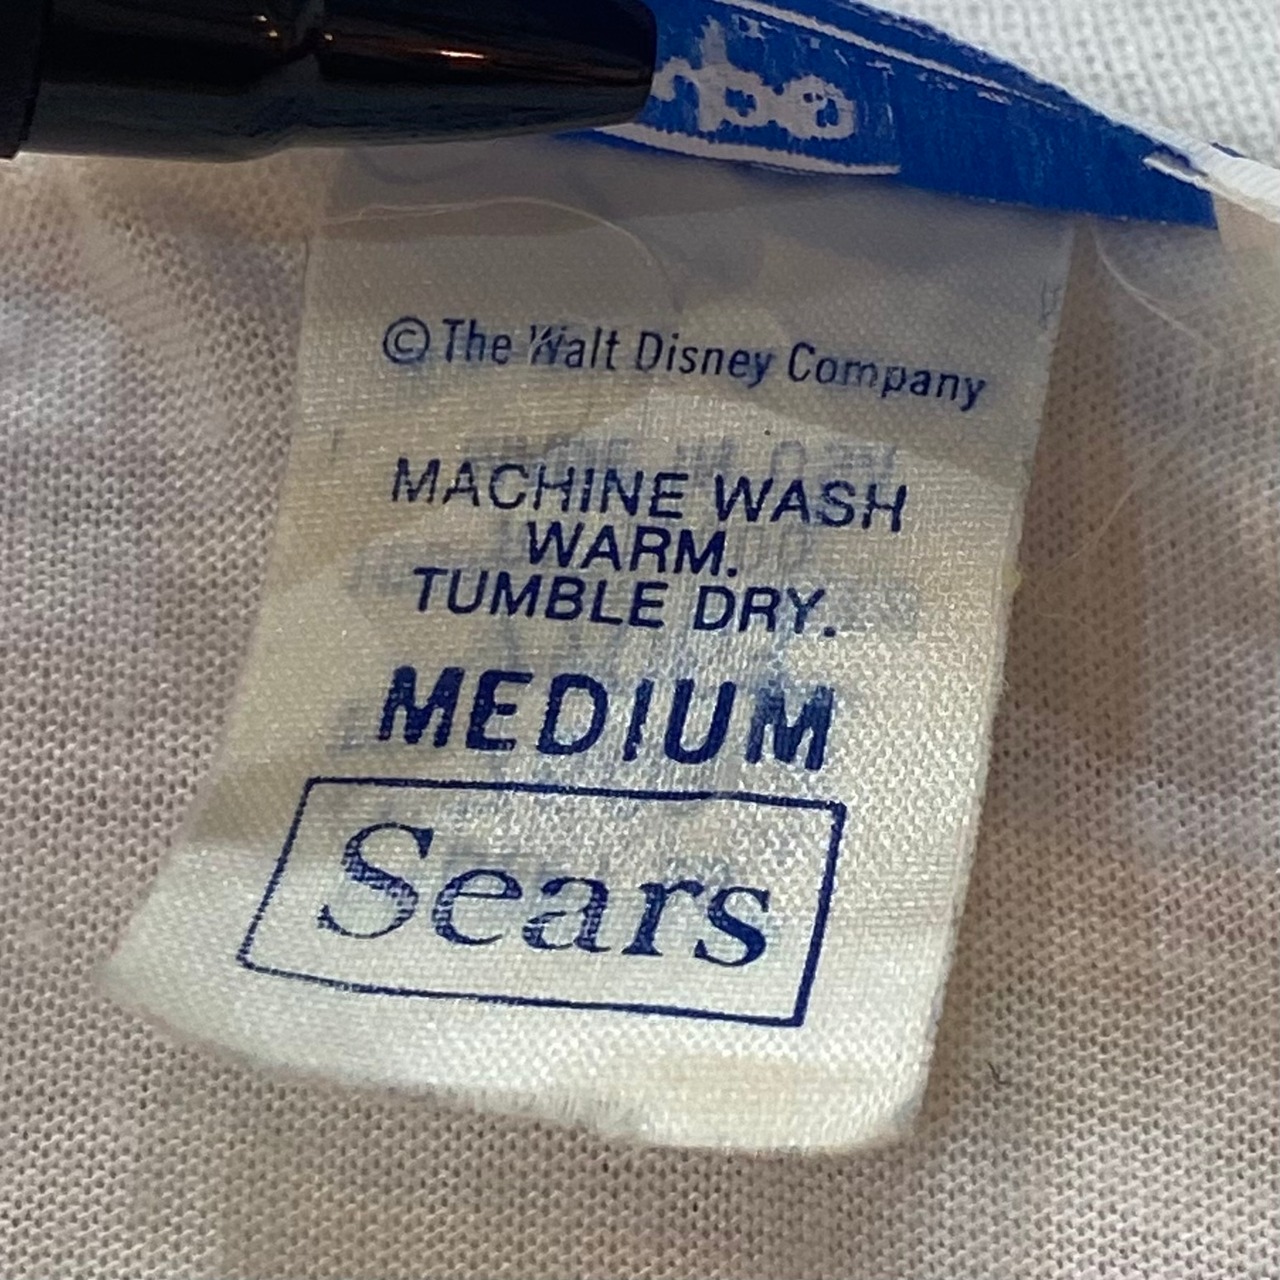 © The Walt Disney Company
MACHINE WASH
WARM.
TUMBLE DRY.
MEDIUM
Sears